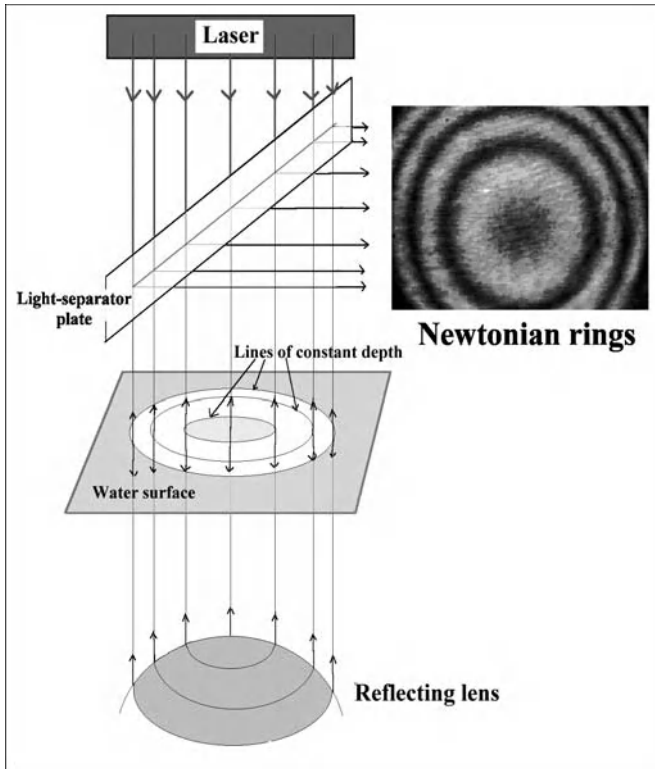 Laser
Light-separator
plate
Newtonian rings
Lines of constant depth
Water surface
Reflecting lens